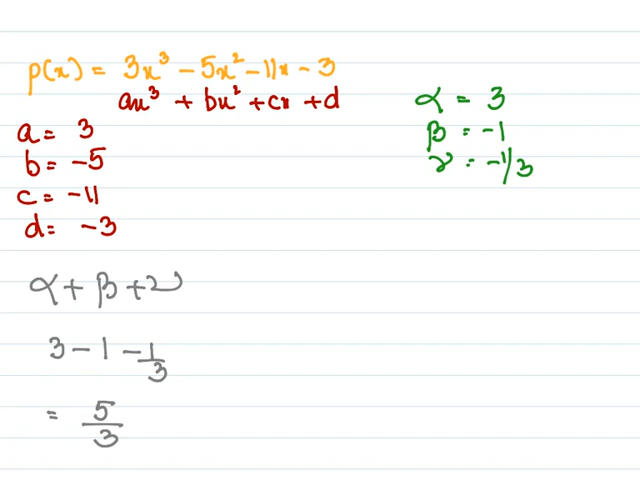 p(x) = 3x³ - 5x² - 11x - 3
ax³ + bx² + cx + d
a = 3
b = -5
c = -11
d = -3
α = 3
β = -1
γ = -1/3
α + β + γ
3 - 1 - 1/3
= 5/3